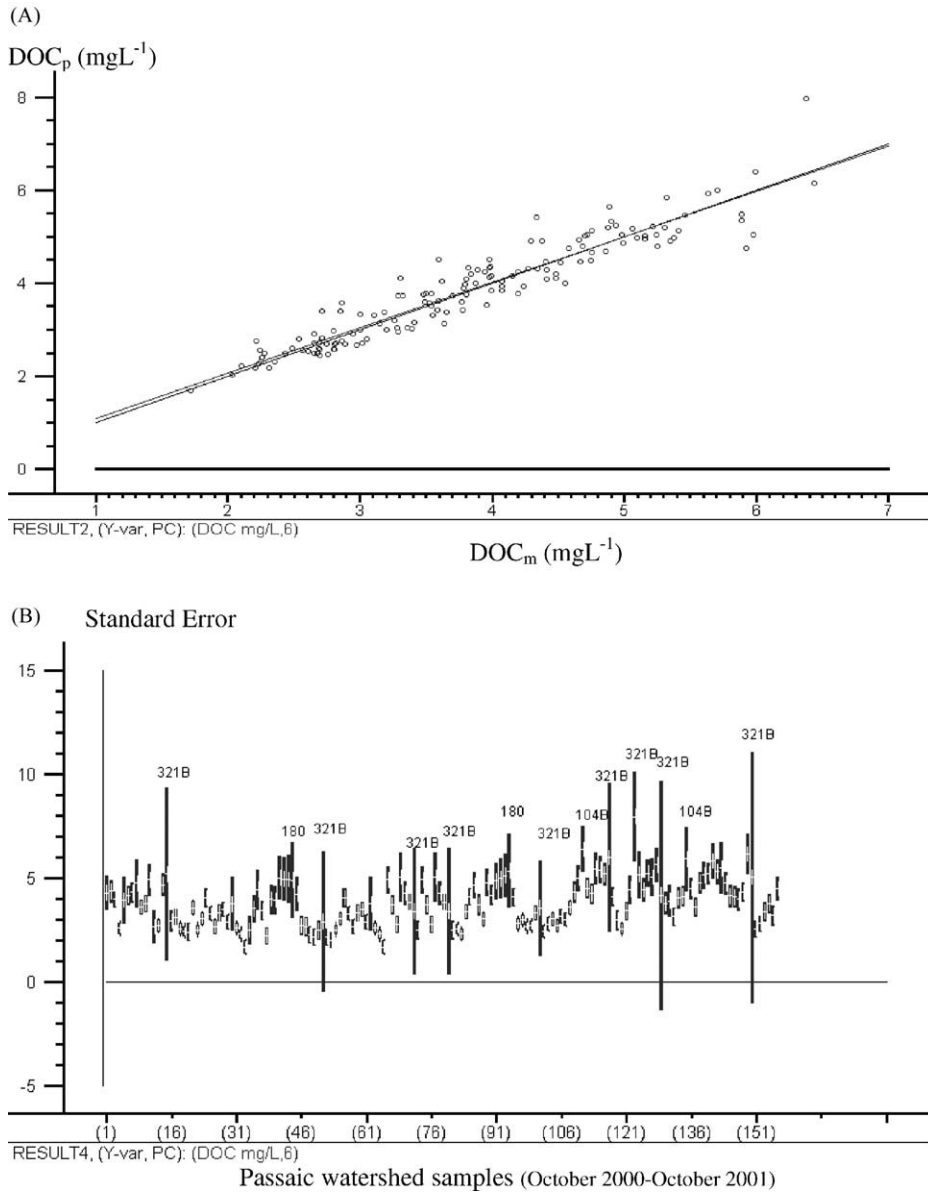 (A)
DOCp (mgL-1)
8
6
4
2
0
1 2 3 4 5 6 7
RESULT2, (Y-var, PC): (DOC mg/L,6)
DOCm (mgL-1)
(B) Standard Error
15
10
5
0
-5
321B 180 321B 321B 321B 180 321B 104B 321B 321B 321B 104B 321B
(1) (16) (31) (46) (61) (76) (91) (106) (121) (136) (151)
RESULT4, (Y-var, PC): (DOC mg/L,6)
Passaic watershed samples (October 2000-October 2001)